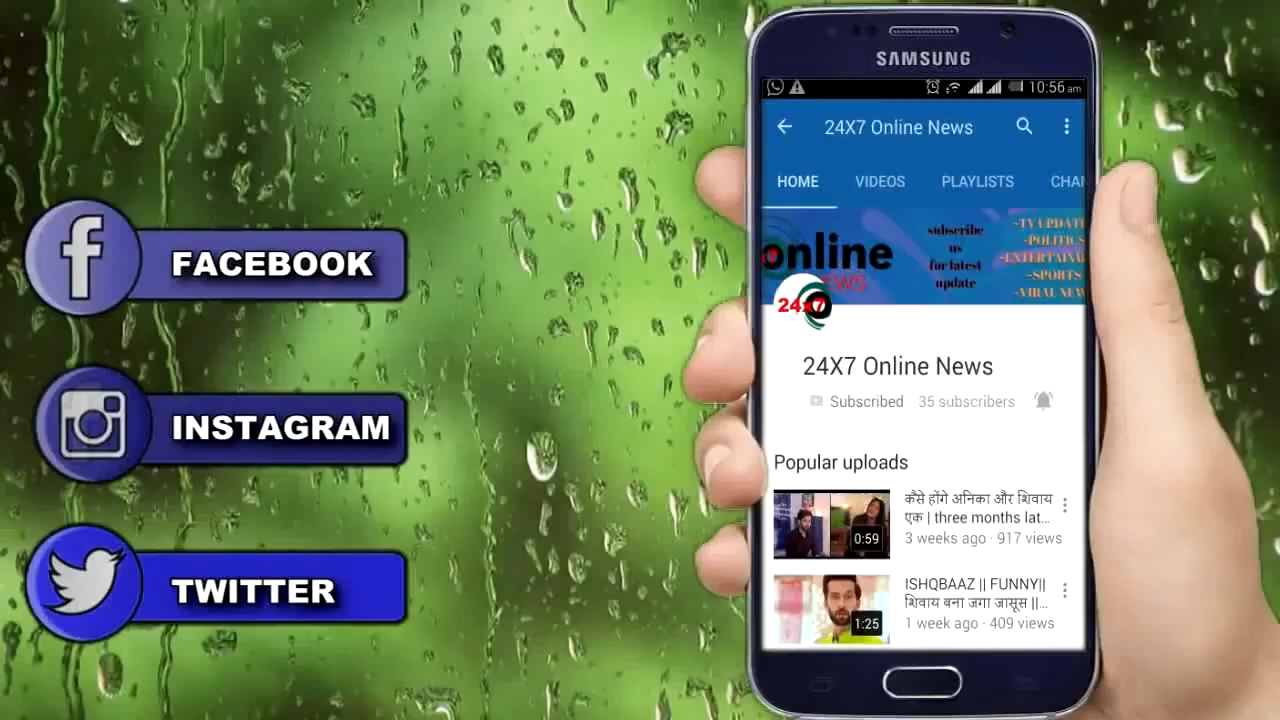 FACEBOOK
INSTAGRAM
TWITTER
SAMSUNG
10:56 am
24X7 Online News
HOME VIDEOS PLAYLISTS CHAN
online
NEWS
subscribe
us
for latest
update
~TV UPDATE
~POLITICS
~ENTERTAINM
~SPORTS
~VIRAL NEWS
24x7
24X7 Online News
Subscribed 35 subscribers
Popular uploads
कैसे होंगे अनिका और शिवाय
एक | three months lat...
3 weeks ago · 917 views
0:59
ISHQBAAZ || FUNNY||
शिवाय बना जगा जासूस ||...
1 week ago · 409 views
1:25